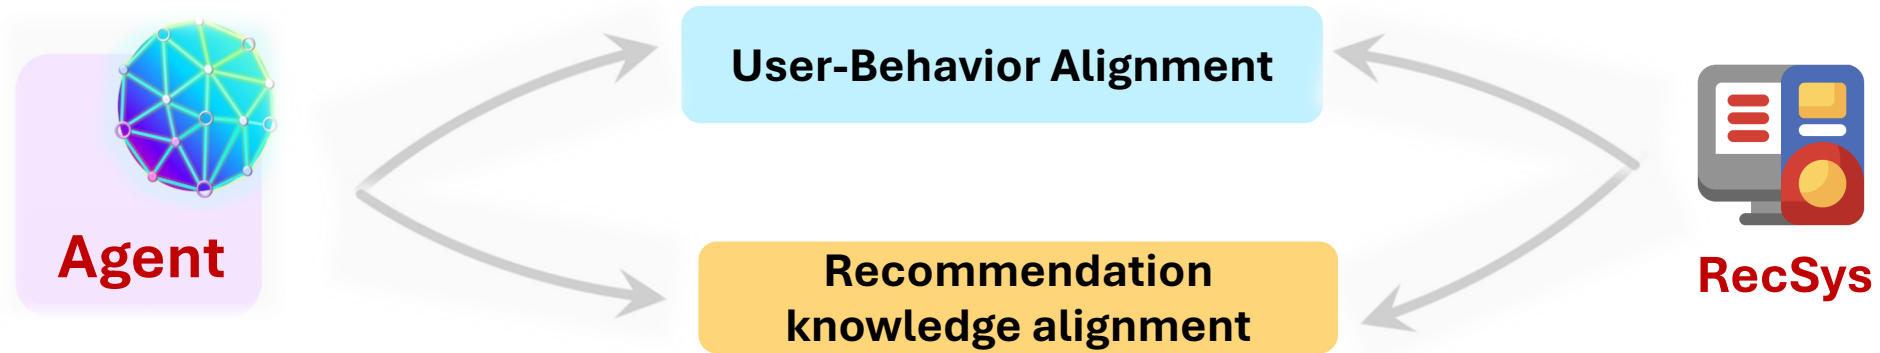 User-Behavior Alignment
Agent
Recommendation
knowledge alignment
RecSys